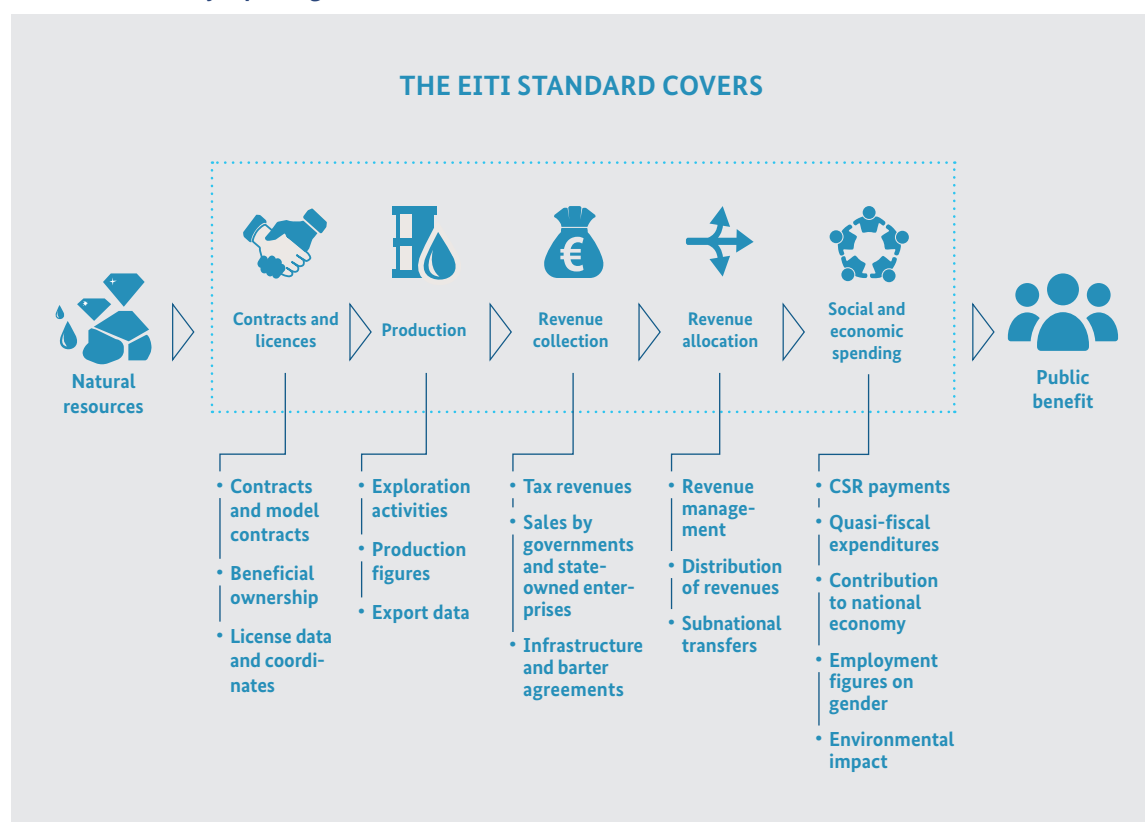 THE EITI STANDARD COVERS
Natural
resources
Contracts and
licences
Production
Revenue
collection
Revenue
allocation
Social and
economic
spending
Public
benefit
• Contracts
and model
contracts
• Beneficial
ownership
• License data
and coordi-
nates
• Exploration
activities
• Production
figures
• Export data
• Tax revenues
• Sales by
governments
and state-
owned enter-
prises
• Infrastructure
and barter
agreements
• Revenue
manage-
ment
• Distribution
of revenues
• Subnational
transfers
• CSR payments
• Quasi-fiscal
expenditures
• Contribution
to national
economy
• Employment
figures on
gender
• Environmental
impact